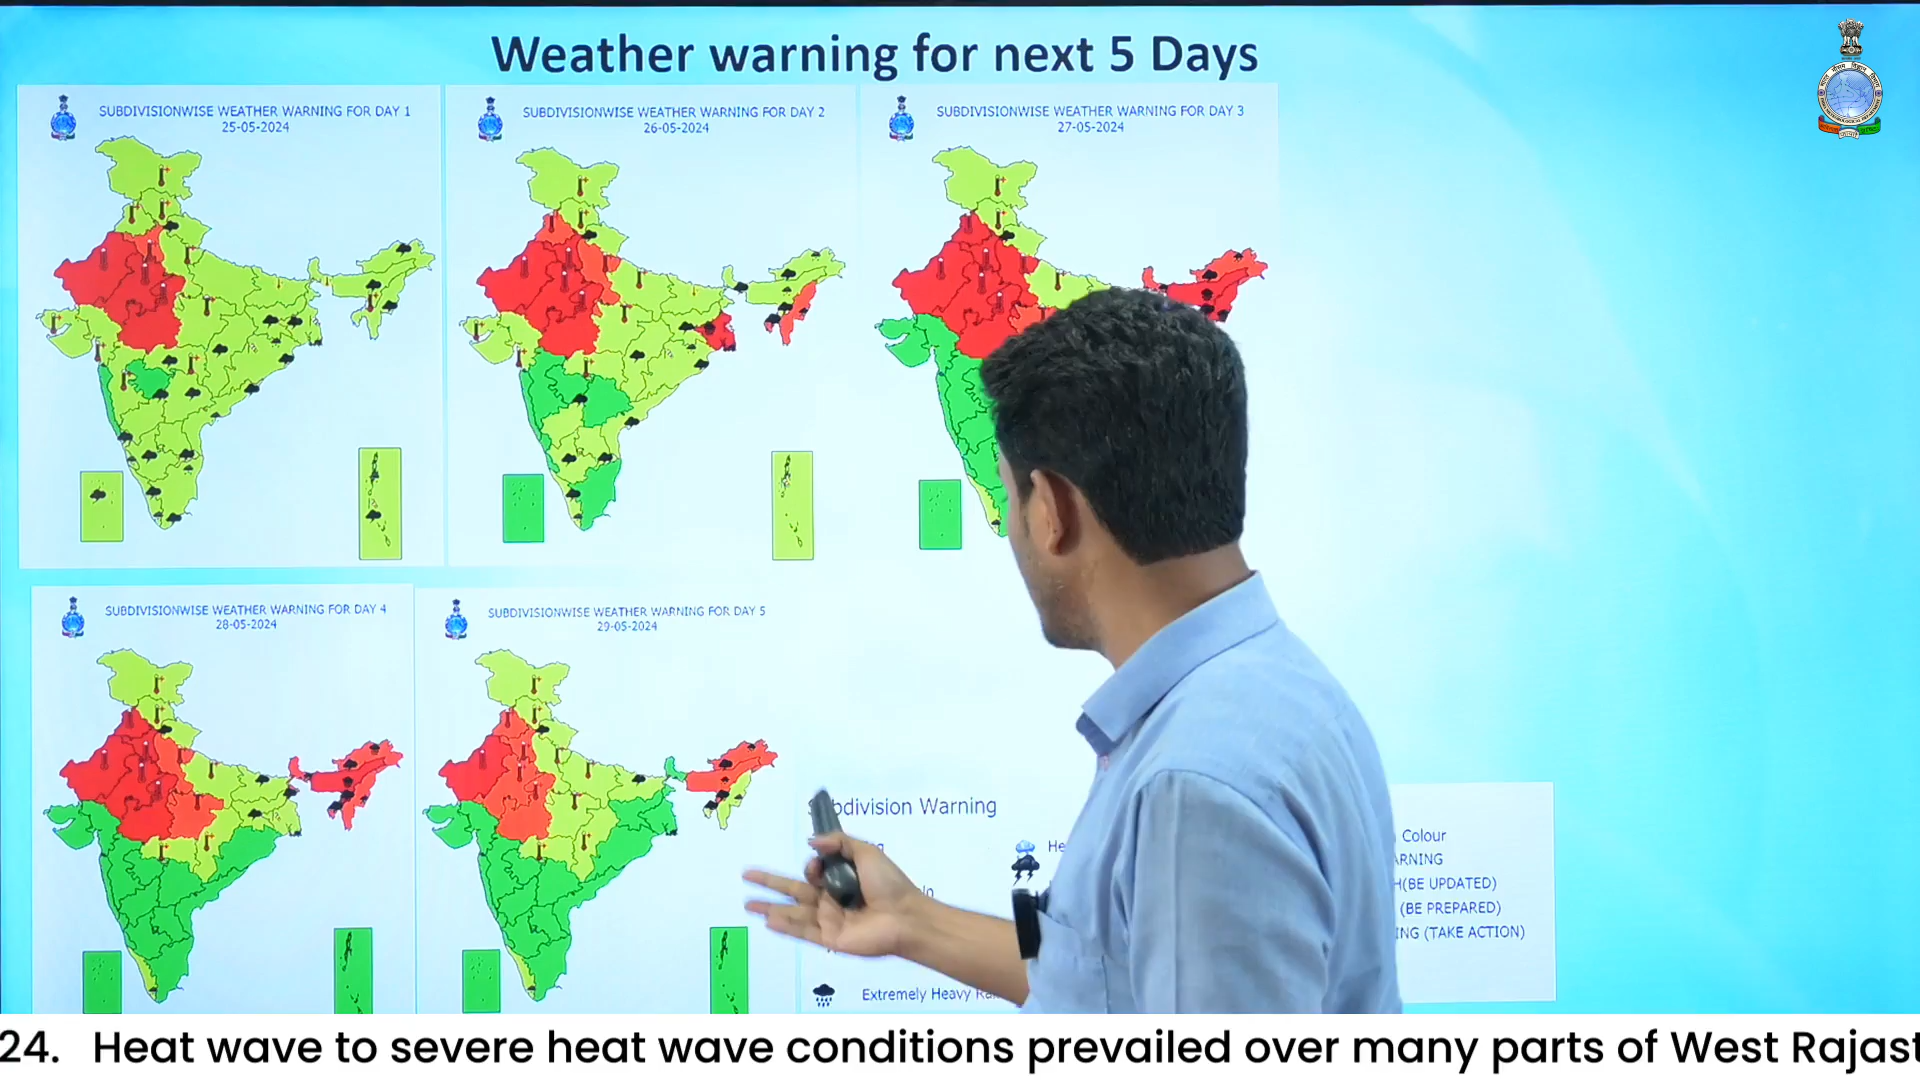 Weather warning for next 5 Days
SUBDIVISIONWISE WEATHER WARNING FOR DAY 1
25-05-2024
SUBDIVISIONWISE WEATHER WARNING FOR DAY 2
26-05-2024
SUBDIVISIONWISE WEATHER WARNING FOR DAY 3
27-05-2024
SUBDIVISIONWISE WEATHER WARNING FOR DAY 4
28-05-2024
SUBDIVISIONWISE WEATHER WARNING FOR DAY 5
29-05-2024
bdivision Warning
He
Extremely Heavy
Colour
ARNING
H(BE UPDATED)
(BE PREPARED)
ING (TAKE ACTION)
24. Heat wave to severe heat wave conditions prevailed over many parts of West Rajast